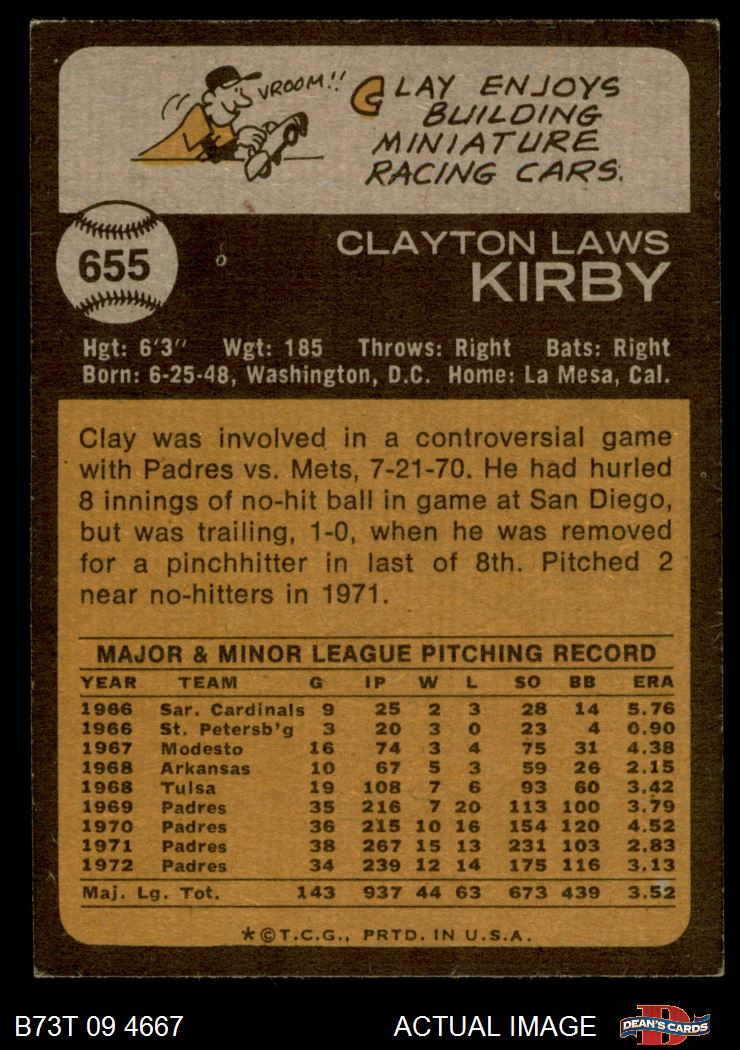 VROOM!!
CLAY ENJOYS
BUILDING
MINIATURE
RACING CARS.
655
CLAYTON LAWS
KIRBY
Hgt: 6'3" Wgt: 185 Throws: Right Bats: Right
Born: 6-25-48, Washington, D.C. Home: La Mesa, Cal.
Clay was involved in a controversial game
with Padres vs. Mets, 7-21-70. He had hurled
8 innings of no-hit ball in game at San Diego,
but was trailing, 1-0, when he was removed
for a pinchhitter in last of 8th. Pitched 2
near no-hitters in 1971.
MAJOR & MINOR LEAGUE PITCHING RECORD
YEAR TEAM G IP W L SO BB ERA
1966 Sar. Cardinals 9 25 2 3 28 14 5.76
1966 St. Petersb'g 3 20 3 0 23 4 0.90
1967 Modesto 16 74 3 4 75 31 4.38
1968 Arkansas 10 67 5 3 59 26 2.15
1968 Tulsa 19 108 7 6 93 60 3.42
1969 Padres 35 216 7 20 113 100 3.79
1970 Padres 36 215 10 16 154 120 4.52
1971 Padres 38 267 15 13 231 103 2.83
1972 Padres 34 239 12 14 175 116 3.13
Maj. Lg. Tot. 143 937 44 63 673 439 3.52
*©T.C.G., PRTD. IN U.S.A.
B73T 09 4667 ACTUAL IMAGE D DEAN'S CARDS